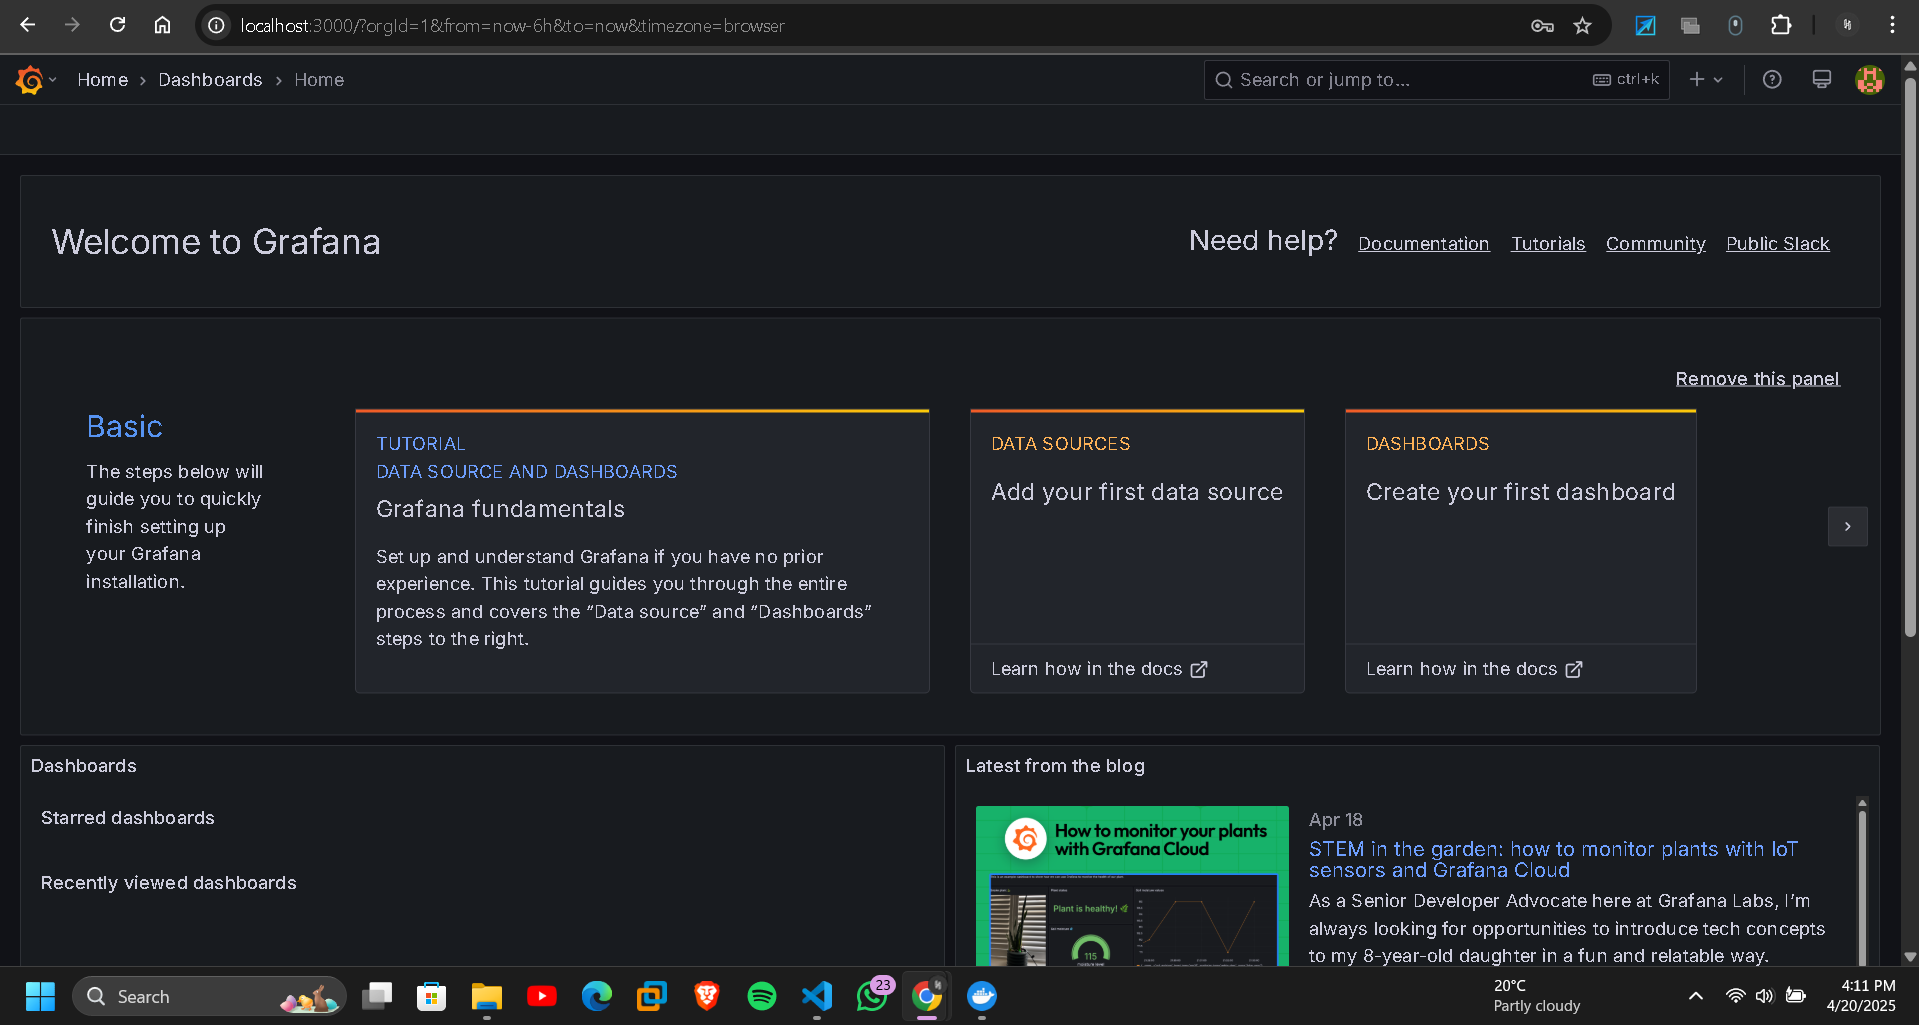 localhost:3000/?orgId=1&from=now-6h&to=now&timezone=browser
Home › Dashboards › Home
Search or jump to...
ctrl+k
Welcome to Grafana
Need help?
Documentation
Tutorials
Community
Public Slack
Remove this panel
Basic
The steps below will
guide you to quickly
finish setting up
your Grafana
installation.
TUTORIAL
DATA SOURCE AND DASHBOARDS
Grafana fundamentals
Set up and understand Grafana if you have no prior
experience. This tutorial guides you through the entire
process and covers the “Data source” and “Dashboards”
steps to the right.
DATA SOURCES
Add your first data source
Learn how in the docs
DASHBOARDS
Create your first dashboard
Learn how in the docs
Dashboards
Starred dashboards
Recently viewed dashboards
Latest from the blog
How to monitor your plants
with Grafana Cloud
Plant is healthy!
115
Apr 18
STEM in the garden: how to monitor plants with IoT
sensors and Grafana Cloud
As a Senior Developer Advocate here at Grafana Labs, I’m
always looking for opportunities to introduce tech concepts
to my 8-year-old daughter in a fun and relatable way.
Search
23
20°C
Partly cloudy
4:11 PM
4/20/2025